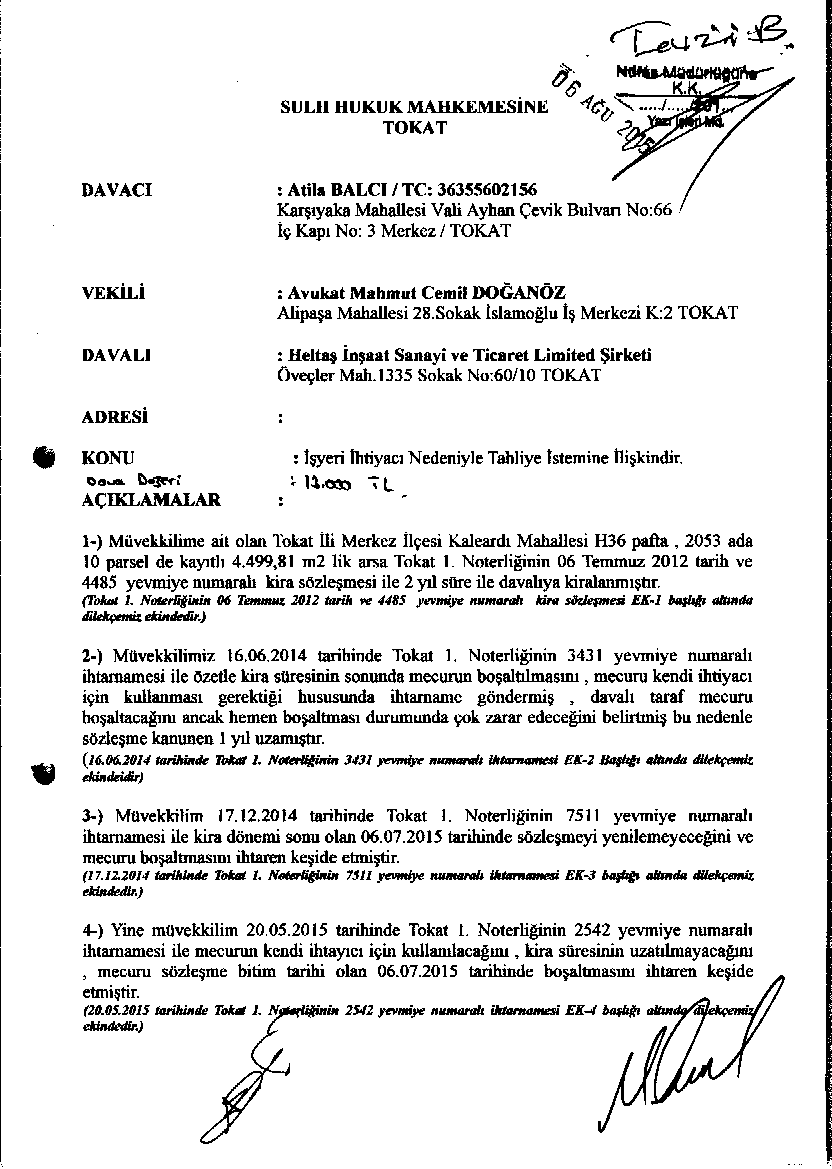 Tevzi B.
Nüfus Müdürlüğüne
K.K.
...../...../201...
Yazı İşleri Md.
06 AĞU 2015
SULH HUKUK MAHKEMESİNE
TOKAT
DAVACI : Atila BALCI / TC: 36355602156
Karşıyaka Mahallesi Vali Ayhan Çevik Bulvarı No:66
İç Kapı No: 3 Merkez / TOKAT
VEKİLİ : Avukat Mahmut Cemil DOĞANÖZ
Alipaşa Mahallesi 28.Sokak İslamoğlu İş Merkezi K:2 TOKAT
DAVALI : Heltaş İnşaat Sanayi ve Ticaret Limited Şirketi
Öveçler Mah.1335 Sokak No:60/10 TOKAT
ADRESİ :
KONU : İşyeri İhtiyacı Nedeniyle Tahliye İstemine İlişkindir.
Dava Değeri : 12.000 TL
AÇIKLAMALAR :
1-) Müvekkilime ait olan Tokat İli Merkez İlçesi Kaleardı Mahallesi H36 pafta , 2053 ada
10 parsel de kayıtlı 4.499,81 m2 lik arsa Tokat 1. Noterliğinin 06 Temmuz 2012 tarih ve
4485 yevmiye numaralı kira sözleşmesi ile 2 yıl süre ile davalıya kiralanmıştır.
(Tokat 1. Noterliğinin 06 Temmuz 2012 tarih ve 4485 yevmiye numaralı kira sözleşmesi EK-1 başlığı altında
dilekçemiz ekindedir.)
2-) Müvekkilimiz 16.06.2014 tarihinde Tokat 1. Noterliğinin 3431 yevmiye numaralı
ihtarnamesi ile özetle kira süresinin sonunda mecurun boşaltılmasını , mecuru kendi ihtiyacı
için kullanması gerektiği hususunda ihtarname göndermiş , davalı taraf mecuru
boşaltacağını ancak hemen boşaltması durumunda çok zarar edeceğini belirtmiş bu nedenle
sözleşme kanunen 1 yıl uzamıştır.
(16.06.2014 tarihinde Tokat 1. Noterliğinin 3431 yevmiye numaralı ihtarnamesi EK-2 Başlığı altında dilekçemiz
ekindeidir)
3-) Müvekkilim 17.12.2014 tarihinde Tokat 1. Noterliğinin 7511 yevmiye numaralı
ihtarnamesi ile kira dönemi sonu olan 06.07.2015 tarihinde sözleşmeyi yenilemeyeceğini ve
mecuru boşaltmasını ihtaren keşide etmiştir.
(17.12.2014 tarihinde Tokat 1. Noterliğinin 7511 yevmiye numaralı ihtarnamesi EK-3 başlığı altında dilekçemiz
ekindedir.)
4-) Yine müvekkilim 20.05.2015 tarihinde Tokat 1. Noterliğinin 2542 yevmiye numaralı
ihtarnamesi ile mecurun kendi ihtayıcı için kullanılacağını , kira süresinin uzatılmayacağını
, mecuru sözleşme bitim tarihi olan 06.07.2015 tarihinde boşaltmasını ihtaren keşide
etmiştir.
(20.05.2015 tarihinde Tokat 1. Noterliğinin 2542 yevmiye numaralı ihtarnamesi EK-4 başlığı altında dilekçemiz
ekindedir.)